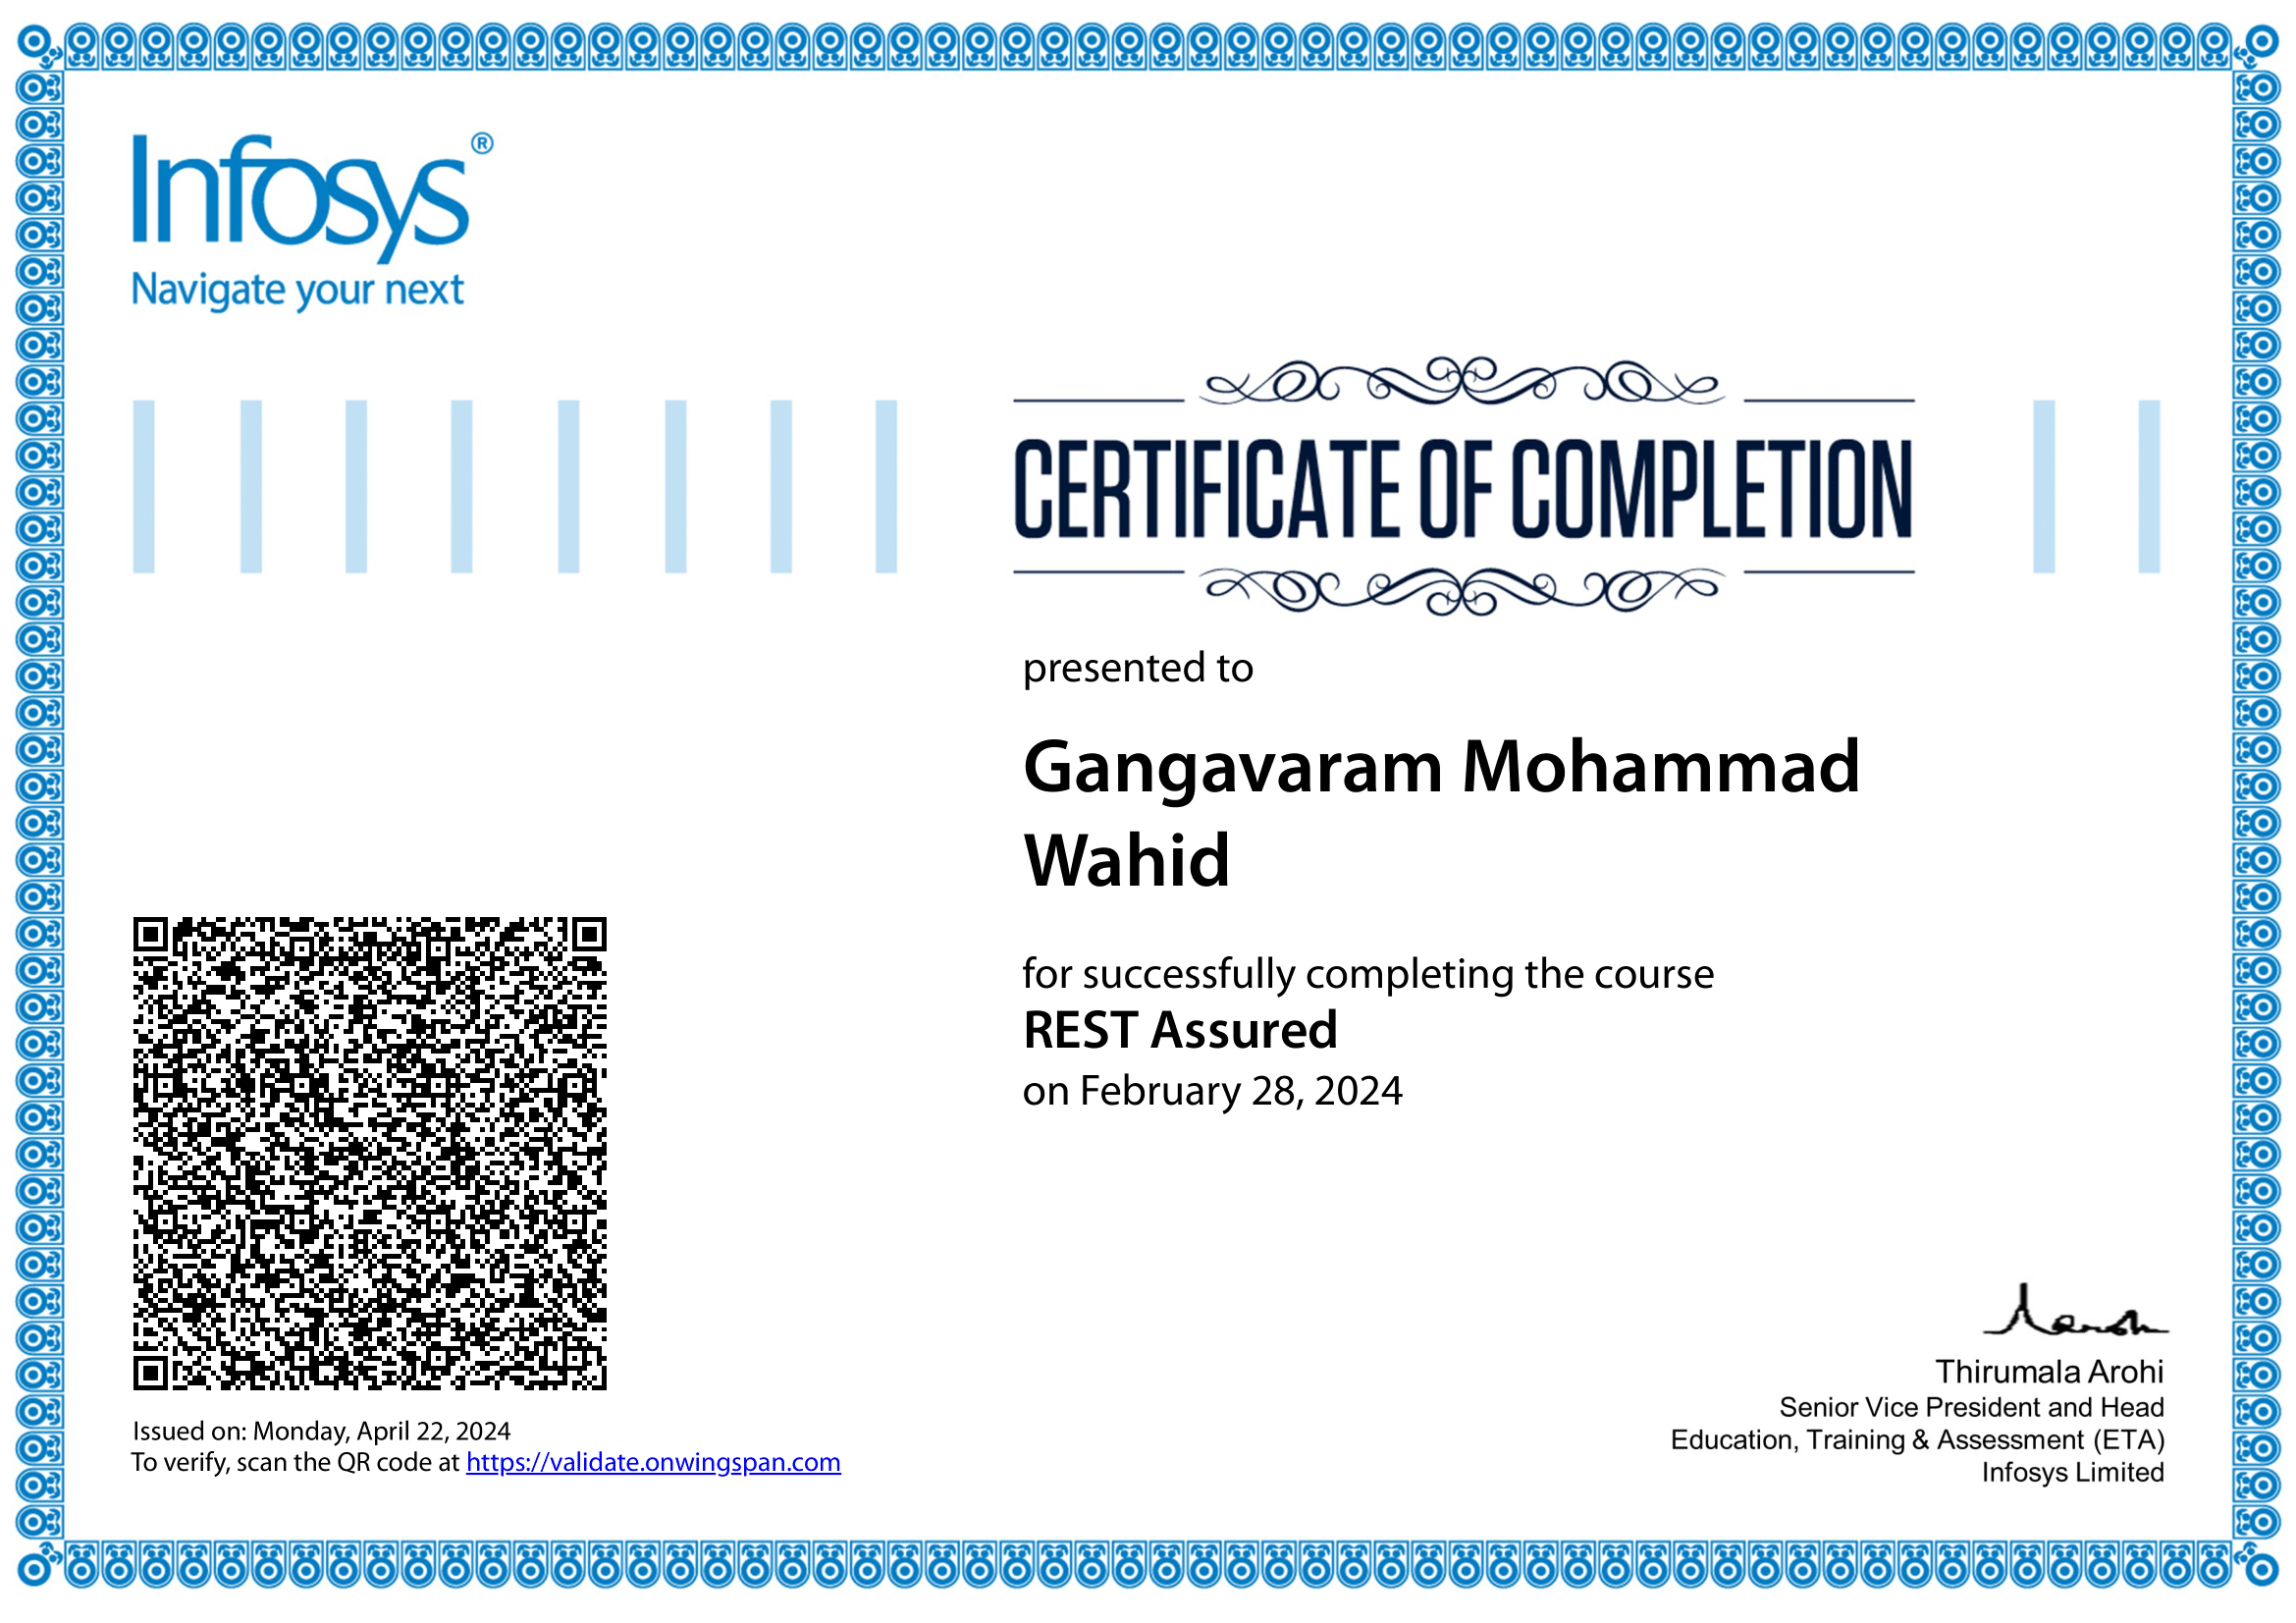 Infosys®
Navigate your next
CERTIFICATE OF COMPLETION
presented to
Gangavaram Mohammad
Wahid
for successfully completing the course
REST Assured
on February 28, 2024
Thirumala Arohi
Senior Vice President and Head
Education, Training & Assessment (ETA)
Infosys Limited
Issued on: Monday, April 22, 2024
To verify, scan the QR code at https://validate.onwingspan.com